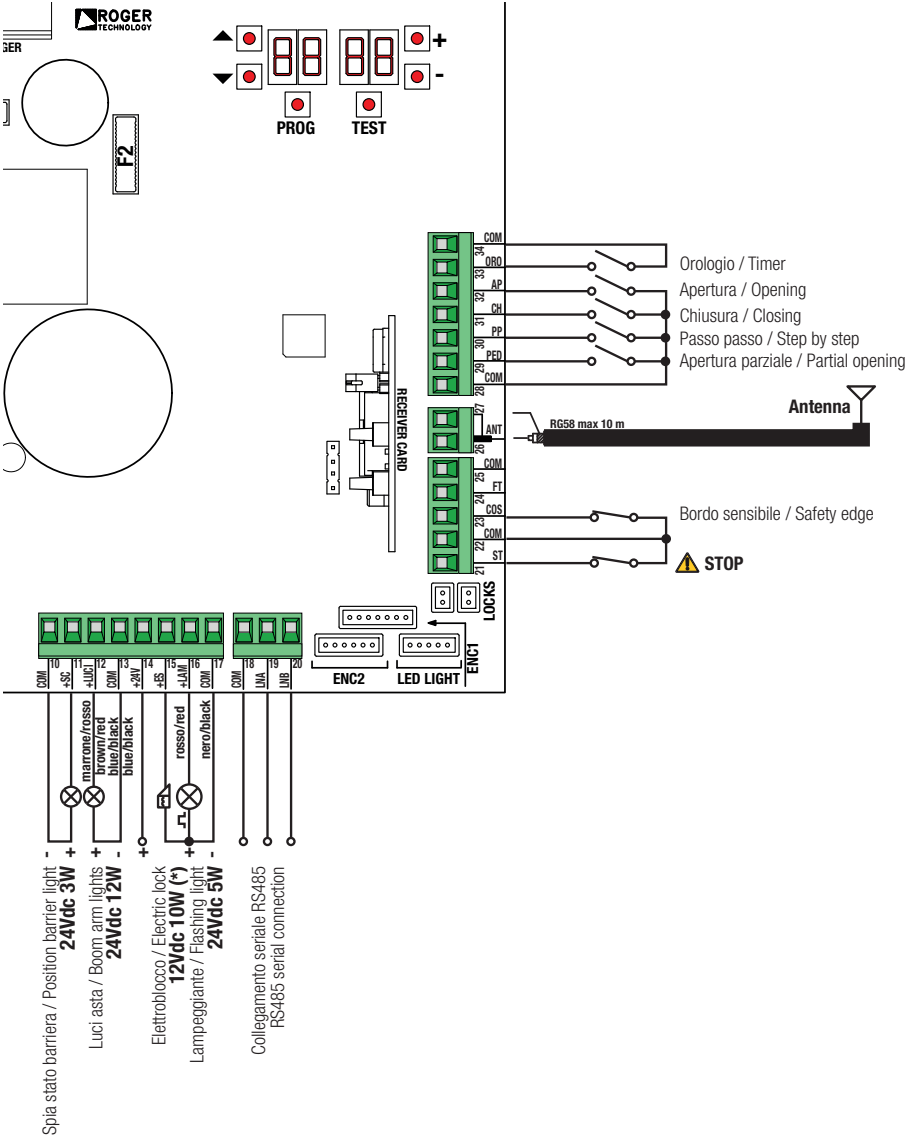 ROGER
TECHNOLOGY
GER
+
-
PROG
TEST
F2
COM
34
ORO
33
AP
32
CH
31
PP
30
PED
29
COM
28
27
ANT
26
COM
25
FT
24
COS
23
COM
22
ST
21
Orologio / Timer
Apertura / Opening
Chiusura / Closing
Passo passo / Step by step
Apertura parziale / Partial opening
Antenna
RG58 max 10 m
RECEIVER CARD
Bordo sensibile / Safety edge
STOP
LOCKS
ENC1
ENC2
LED LIGHT
10
11
12
13
14
15
16
17
18
19
20
COM
+SC
+LUCI
COM
+24V
+ES
+LAM
COM
COM
LNA
LNB
marrone/rosso
brown/red
blue/black
blue/black
rosso/red
nero/black
- + + - + + -
Spia stato barriera / Position barrier light
24Vdc 3W
Luci asta / Boom arm lights
24Vdc 12W
Elettroblocco / Electric lock
12Vdc 10W (*)
Lampeggiante / Flashing light
24Vdc 5W
Collegamento seriale RS485
RS485 serial connection